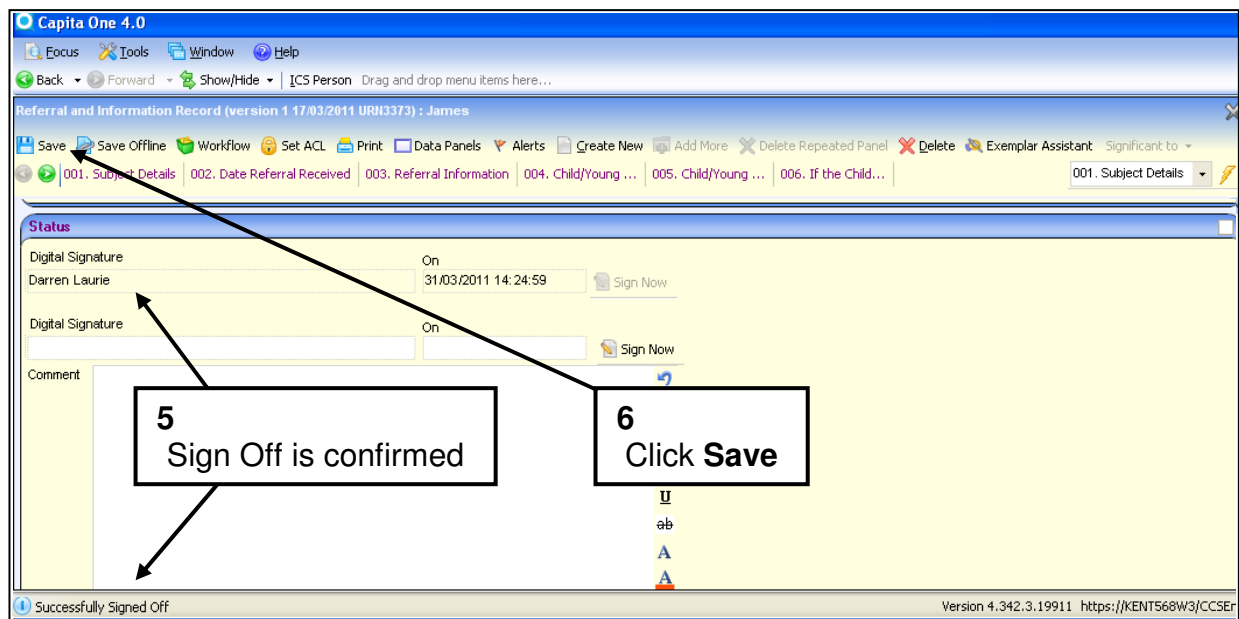 Capita One 4.0
Focus Tools Window Help
Back Forward Show/Hide ICS Person Drag and drop menu items here...
Referral and Information Record (version 1 17/03/2011 URN3373) : James
Save Save Offline Workflow Set ACL Print Data Panels Alerts Create New Add More Delete Repeated Panel Delete Exemplar Assistant Significant to
001. Subject Details 002. Date Referral Received 003. Referral Information 004. Child/Young ... 005. Child/Young ... 006. If the Child... 001. Subject Details
Status
Digital Signature On
Darren Laurie 31/03/2011 14:24:59 Sign Now
Digital Signature On
Sign Now
Comment
5
Sign Off is confirmed
6
Click Save
U
ab
A
A
Successfully Signed Off Version 4.342.3.19911 https://KENT568W3/CCSEr